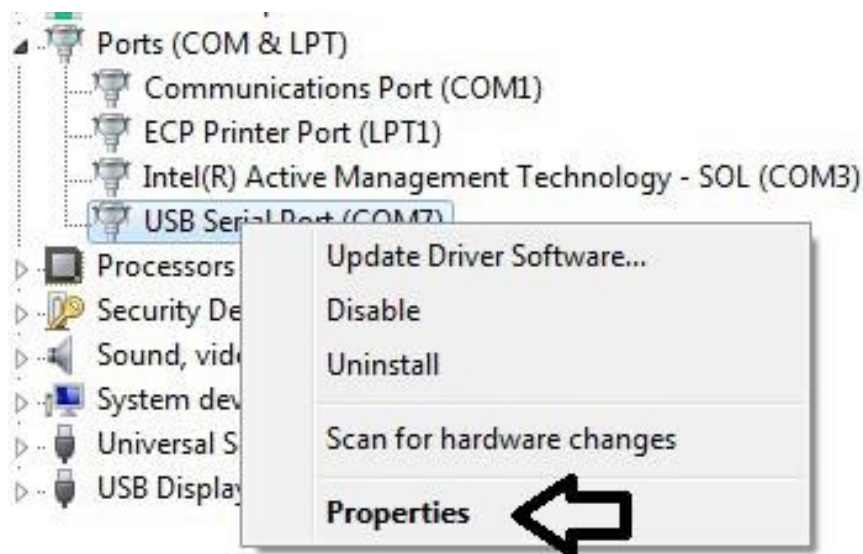 Ports (COM & LPT)
Communications Port (COM1)
ECP Printer Port (LPT1)
Intel(R) Active Management Technology - SOL (COM3)
USB Serial Port (COM7)
Processors
Security De
Sound, vid
System dev
Universal S
USB Display
Update Driver Software...
Disable
Uninstall
Scan for hardware changes
Properties